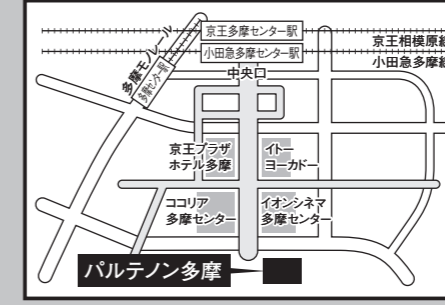 京王多摩センター駅
京王相模原線
小田急多摩センター駅
小田急多摩線
多摩モノレール
多摩センター駅
中央口
京王プラザ
ホテル多摩
イトー
ヨーカドー
ココリア
多摩センター
イオンシネマ
多摩センター
パルテノン多摩